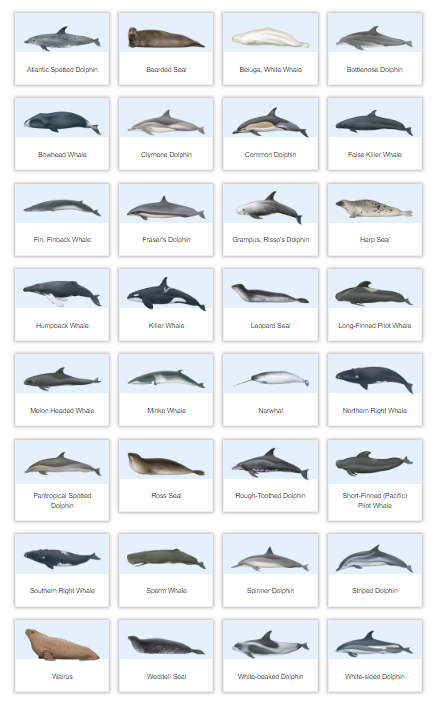 Atlantic Spotted Dolphin
Bearded Seal
Beluga, White Whale
Bottlenose Dolphin
Bowhead Whale
Clymene Dolphin
Common Dolphin
False Killer Whale
Fin, Finback Whale
Fraser's Dolphin
Grampus, Risso's Dolphin
Harp Seal
Humpback Whale
Killer Whale
Leopard Seal
Long-Finned Pilot Whale
Melon Headed Whale
Minke Whale
Narwhal
Northern Right Whale
Pantropical Spotted
Dolphin
Ross Seal
Rough-Toothed Dolphin
Short-Finned (Pacific)
Pilot Whale
Southern Right Whale
Sperm Whale
Spinner Dolphin
Striped Dolphin
Walrus
Weddell Seal
White-beaked Dolphin
White-sided Dolphin